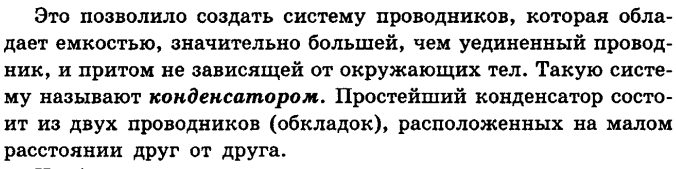 Это позволило создать систему проводников, которая обла-
дает емкостью, значительно большей, чем уединенный провод-
ник, и притом не зависящей от окружающих тел. Такую систе-
му называют конденсатором. Простейший конденсатор состо-
ит из двух проводников (обкладок), расположенных на малом
расстоянии друг от друга.